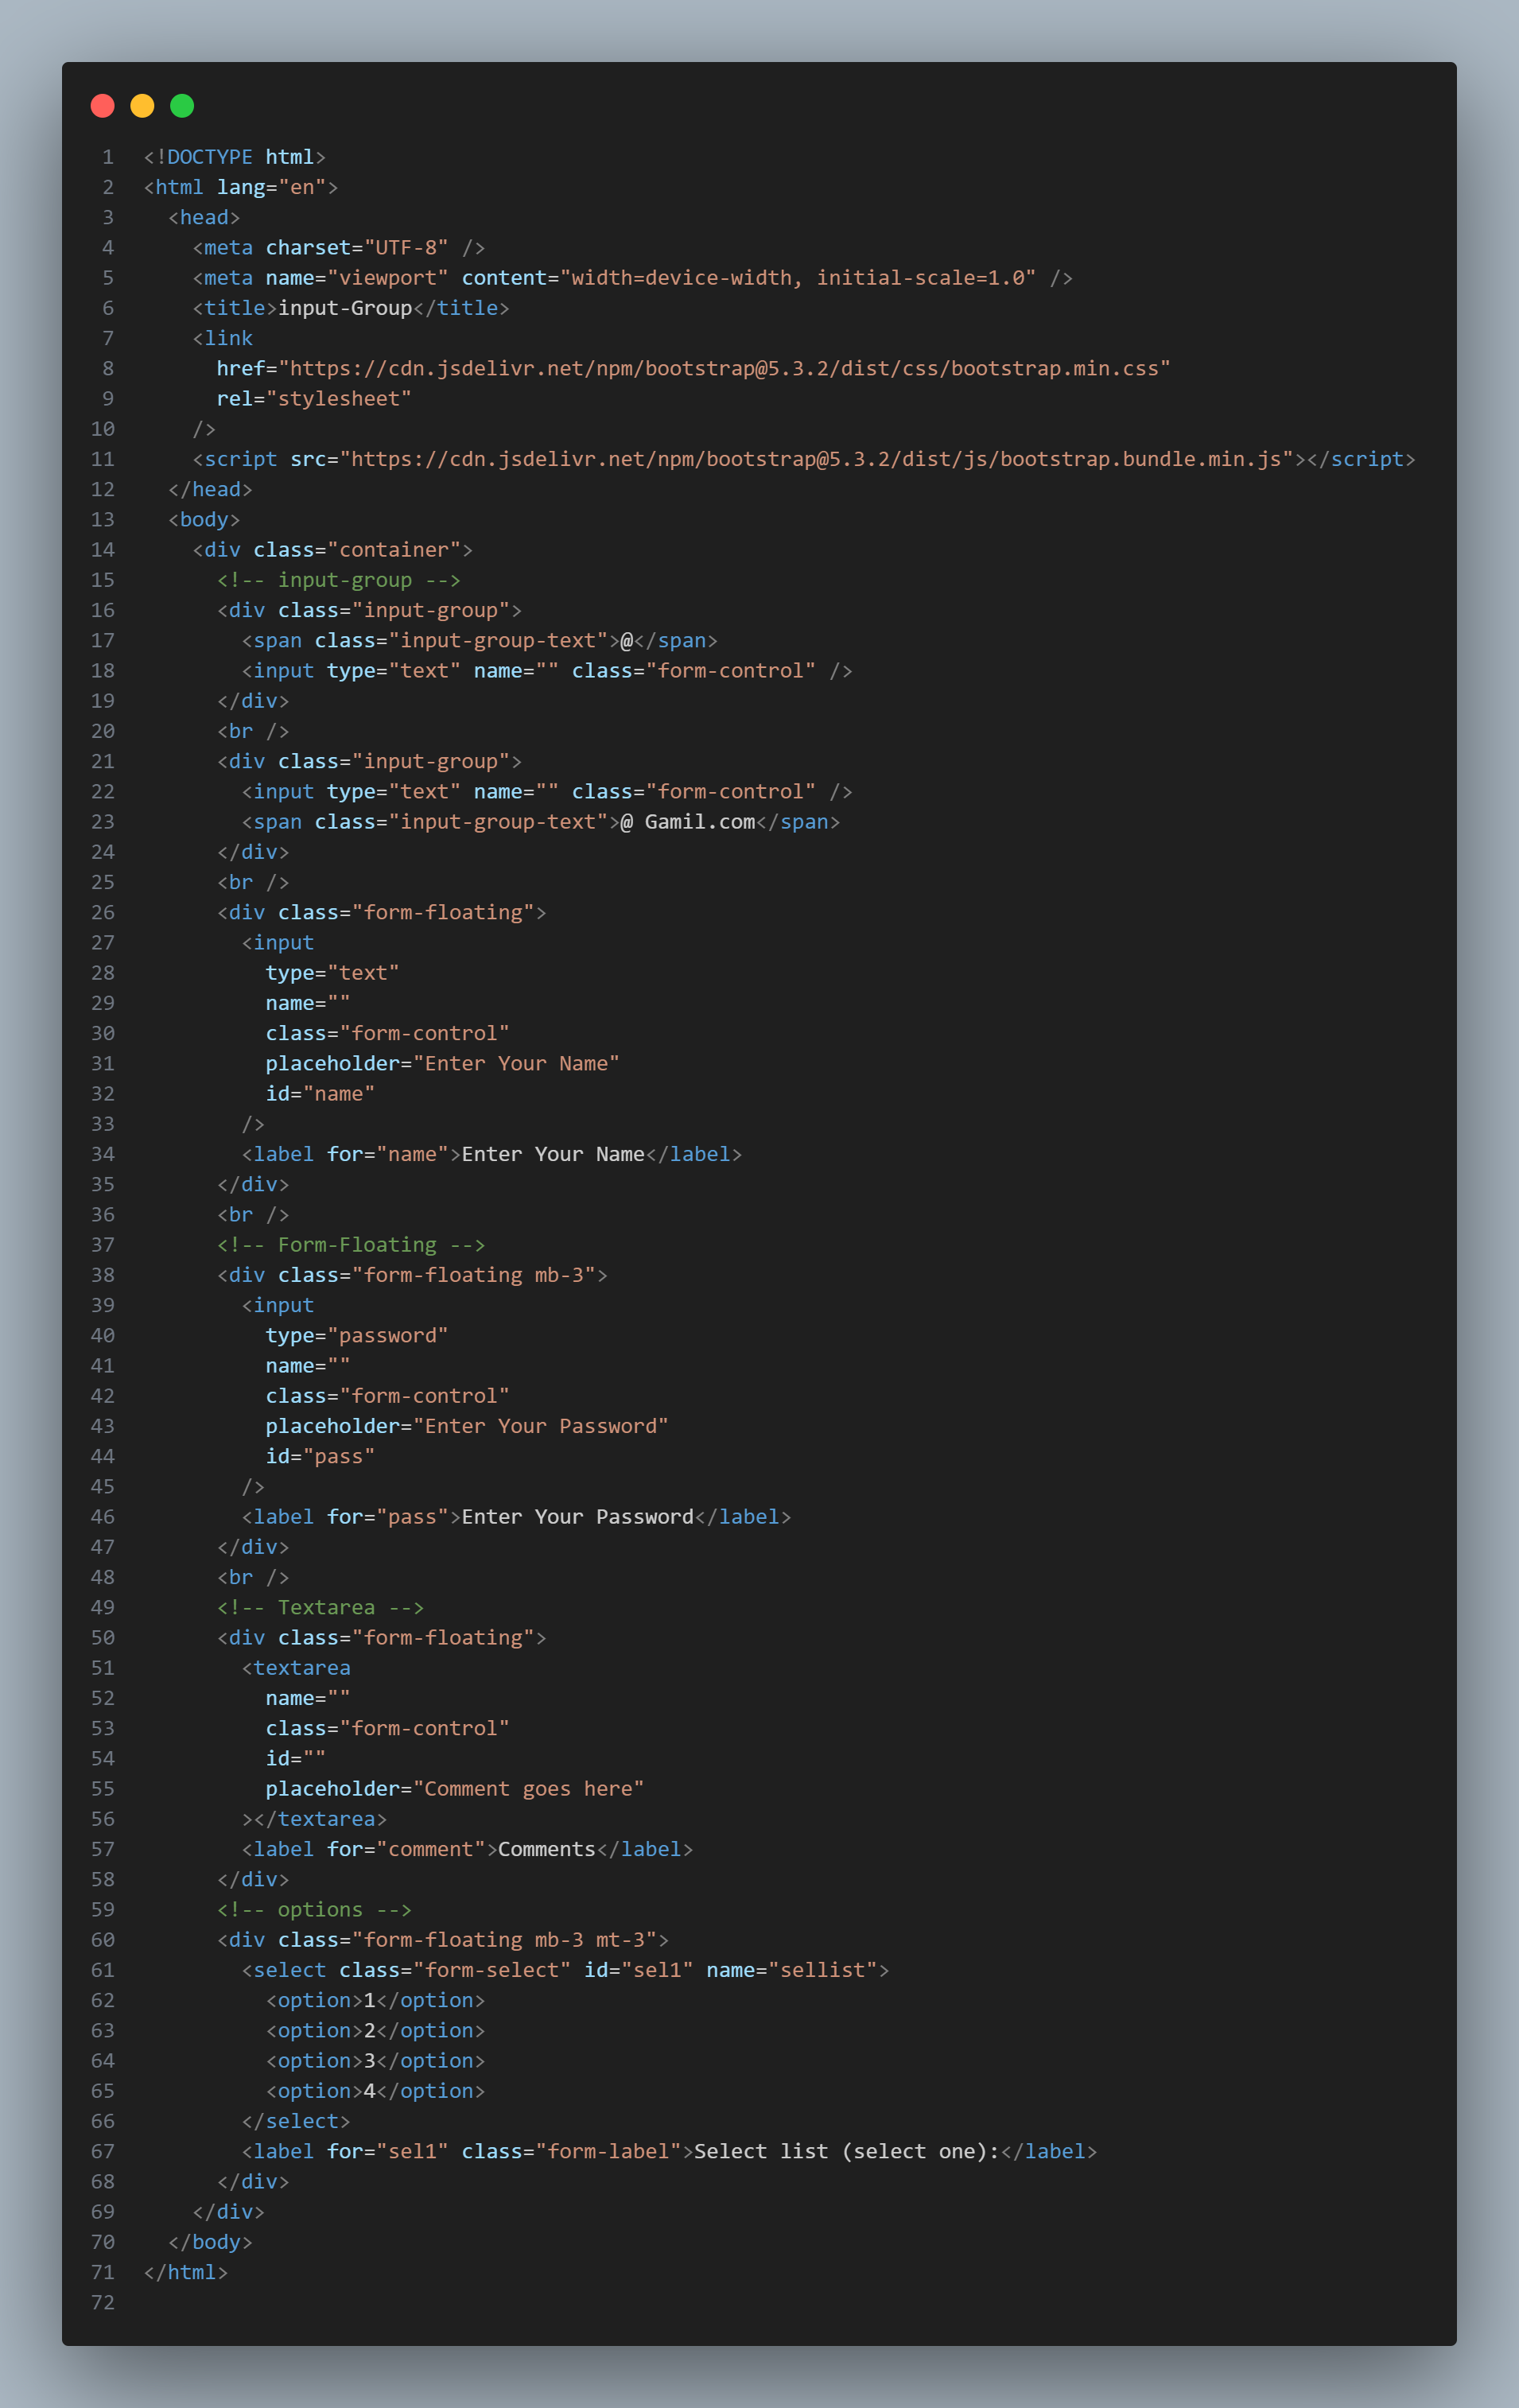 1 <!DOCTYPE html>
2 <html lang="en">
3   <head>
4     <meta charset="UTF-8" />
5     <meta name="viewport" content="width=device-width, initial-scale=1.0" />
6     <title>input-Group</title>
7     <link
8       href="https://cdn.jsdelivr.net/npm/bootstrap@5.3.2/dist/css/bootstrap.min.css"
9       rel="stylesheet"
10     />
11     <script src="https://cdn.jsdelivr.net/npm/bootstrap@5.3.2/dist/js/bootstrap.bundle.min.js"></script>
12   </head>
13   <body>
14     <div class="container">
15       <!-- input-group -->
16       <div class="input-group">
17         <span class="input-group-text">@</span>
18         <input type="text" name="" class="form-control" />
19       </div>
20       <br />
21       <div class="input-group">
22         <input type="text" name="" class="form-control" />
23         <span class="input-group-text">@ Gamil.com</span>
24       </div>
25       <br />
26       <div class="form-floating">
27         <input
28           type="text"
29           name=""
30           class="form-control"
31           placeholder="Enter Your Name"
32           id="name"
33         />
34         <label for="name">Enter Your Name</label>
35       </div>
36       <br />
37       <!-- Form-Floating -->
38       <div class="form-floating mb-3">
39         <input
40           type="password"
41           name=""
42           class="form-control"
43           placeholder="Enter Your Password"
44           id="pass"
45         />
46         <label for="pass">Enter Your Password</label>
47       </div>
48       <br />
49       <!-- Textarea -->
50       <div class="form-floating">
51         <textarea
52           name=""
53           class="form-control"
54           id=""
55           placeholder="Comment goes here"
56         ></textarea>
57         <label for="comment">Comments</label>
58       </div>
59       <!-- options -->
60       <div class="form-floating mb-3 mt-3">
61         <select class="form-select" id="sel1" name="sellist">
62           <option>1</option>
63           <option>2</option>
64           <option>3</option>
65           <option>4</option>
66         </select>
67         <label for="sel1" class="form-label">Select list (select one):</label>
68       </div>
69     </div>
70   </body>
71 </html>
72